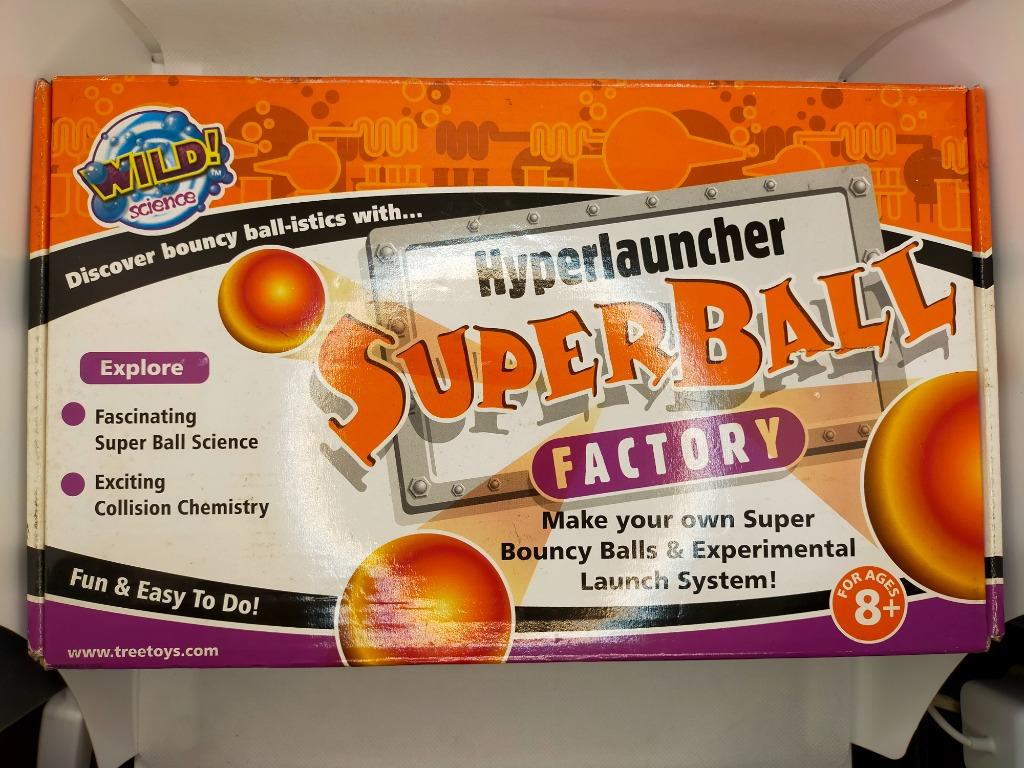 WILD!™
science
Discover bouncy ball-istics with...
Hyperlauncher
SUPERBALL
FACTORY
Explore
Fascinating
Super Ball Science
Exciting
Collision Chemistry
Make your own Super
Bouncy Balls & Experimental
Launch System!
Fun & Easy To Do!
FOR AGES
8+
www.treetoys.com